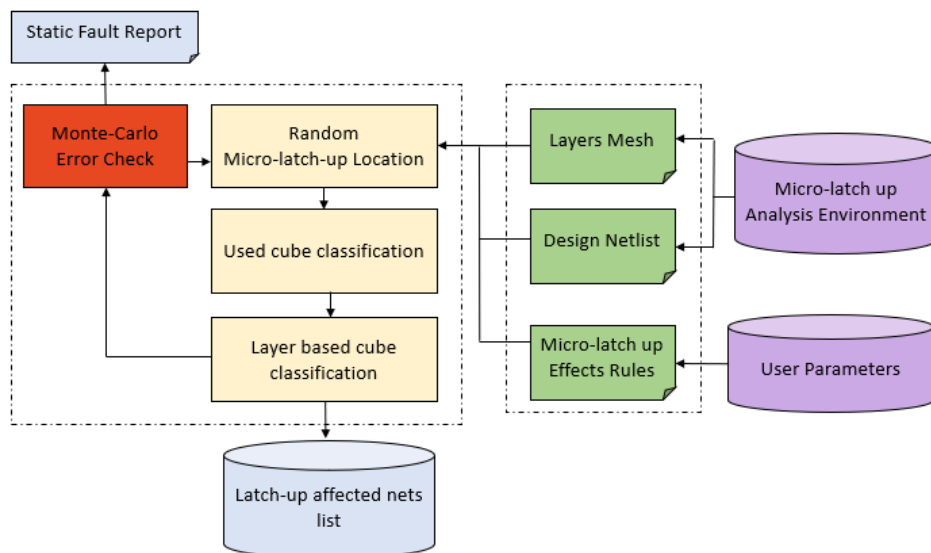 Static Fault Report
Monte-Carlo
Error Check
Random
Micro-latch-up Location
Used cube classification
Layer based cube
classification
Latch-up affected nets
list
Layers Mesh
Design Netlist
Micro-latch up
Effects Rules
Micro-latch up
Analysis Environment
User Parameters